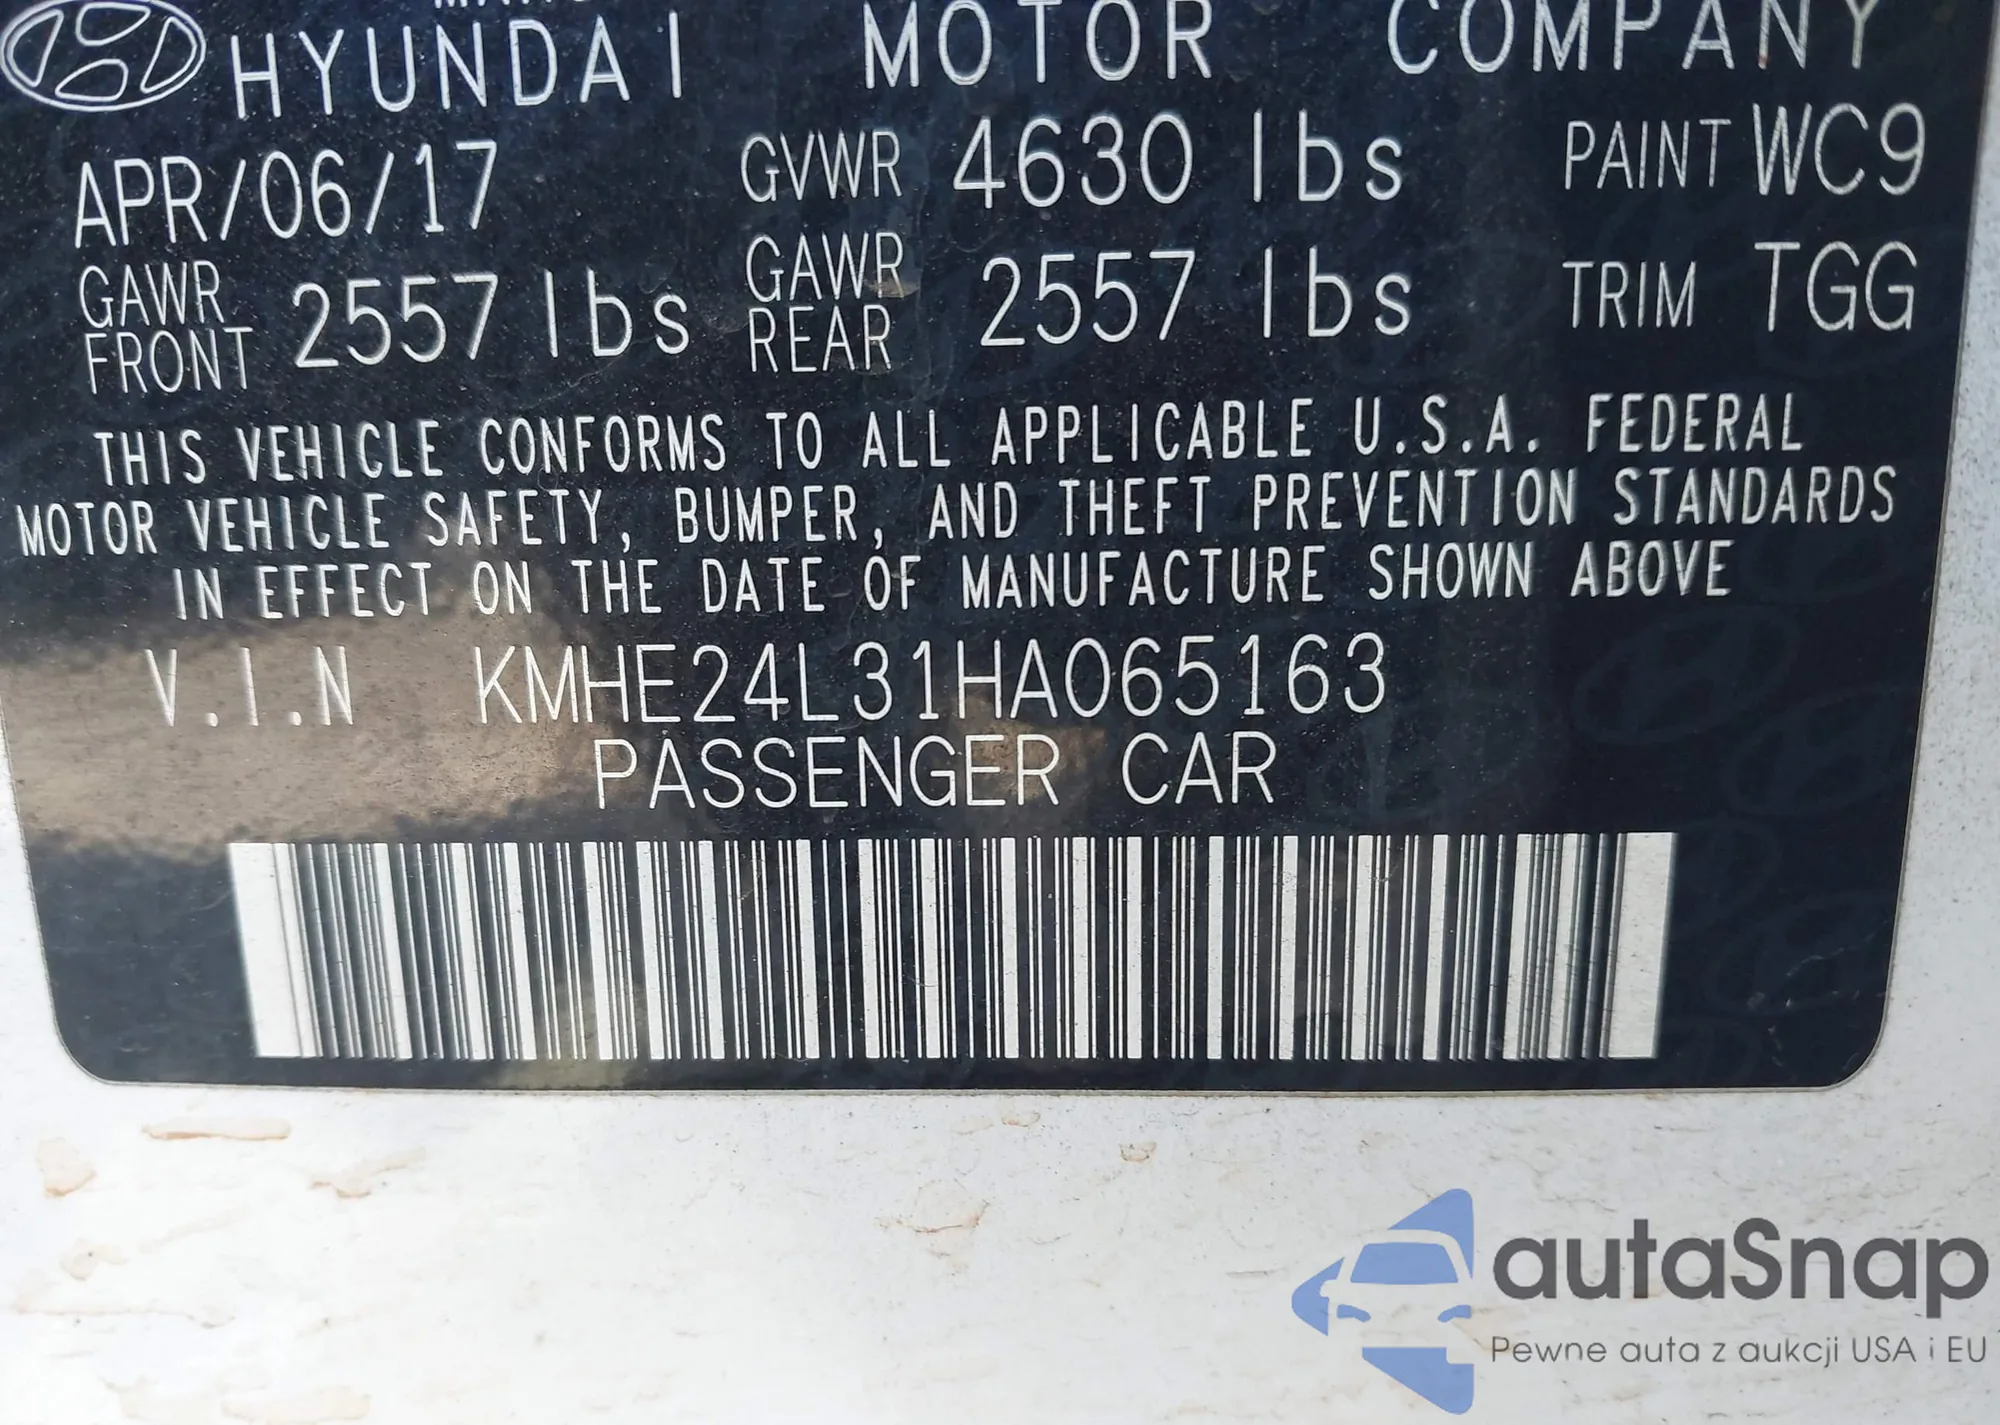 HYUNDAI MOTOR COMPANY
APR/06/17 GVWR 4630 lbs PAINT WC9
GAWR FRONT 2557 lbs GAWR REAR 2557 lbs TRIM TGG
THIS VEHICLE CONFORMS TO ALL APPLICABLE U.S.A. FEDERAL
MOTOR VEHICLE SAFETY, BUMPER, AND THEFT PREVENTION STANDARDS
IN EFFECT ON THE DATE OF MANUFACTURE SHOWN ABOVE
V.I.N KMHE24L31HA065163
PASSENGER CAR
autaSnap
Pewne auta z aukcji USA i EU